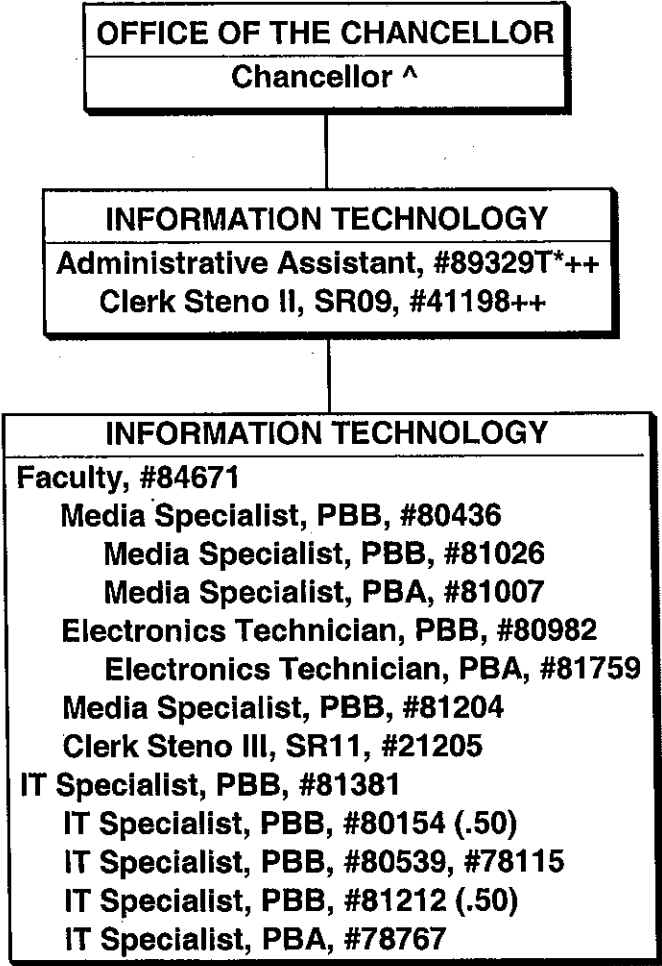 OFFICE OF THE CHANCELLOR
Chancellor ^
INFORMATION TECHNOLOGY
Administrative Assistant, #89329T*++
Clerk Steno II, SR09, #41198++
INFORMATION TECHNOLOGY
Faculty, #84671
Media Specialist, PBB, #80436
Media Specialist, PBB, #81026
Media Specialist, PBA, #81007
Electronics Technician, PBB, #80982
Electronics Technician, PBA, #81759
Media Specialist, PBB, #81204
Clerk Steno III, SR11, #21205
IT Specialist, PBB, #81381
IT Specialist, PBB, #80154 (.50)
IT Specialist, PBB, #80539, #78115
IT Specialist, PBB, #81212 (.50)
IT Specialist, PBA, #78767